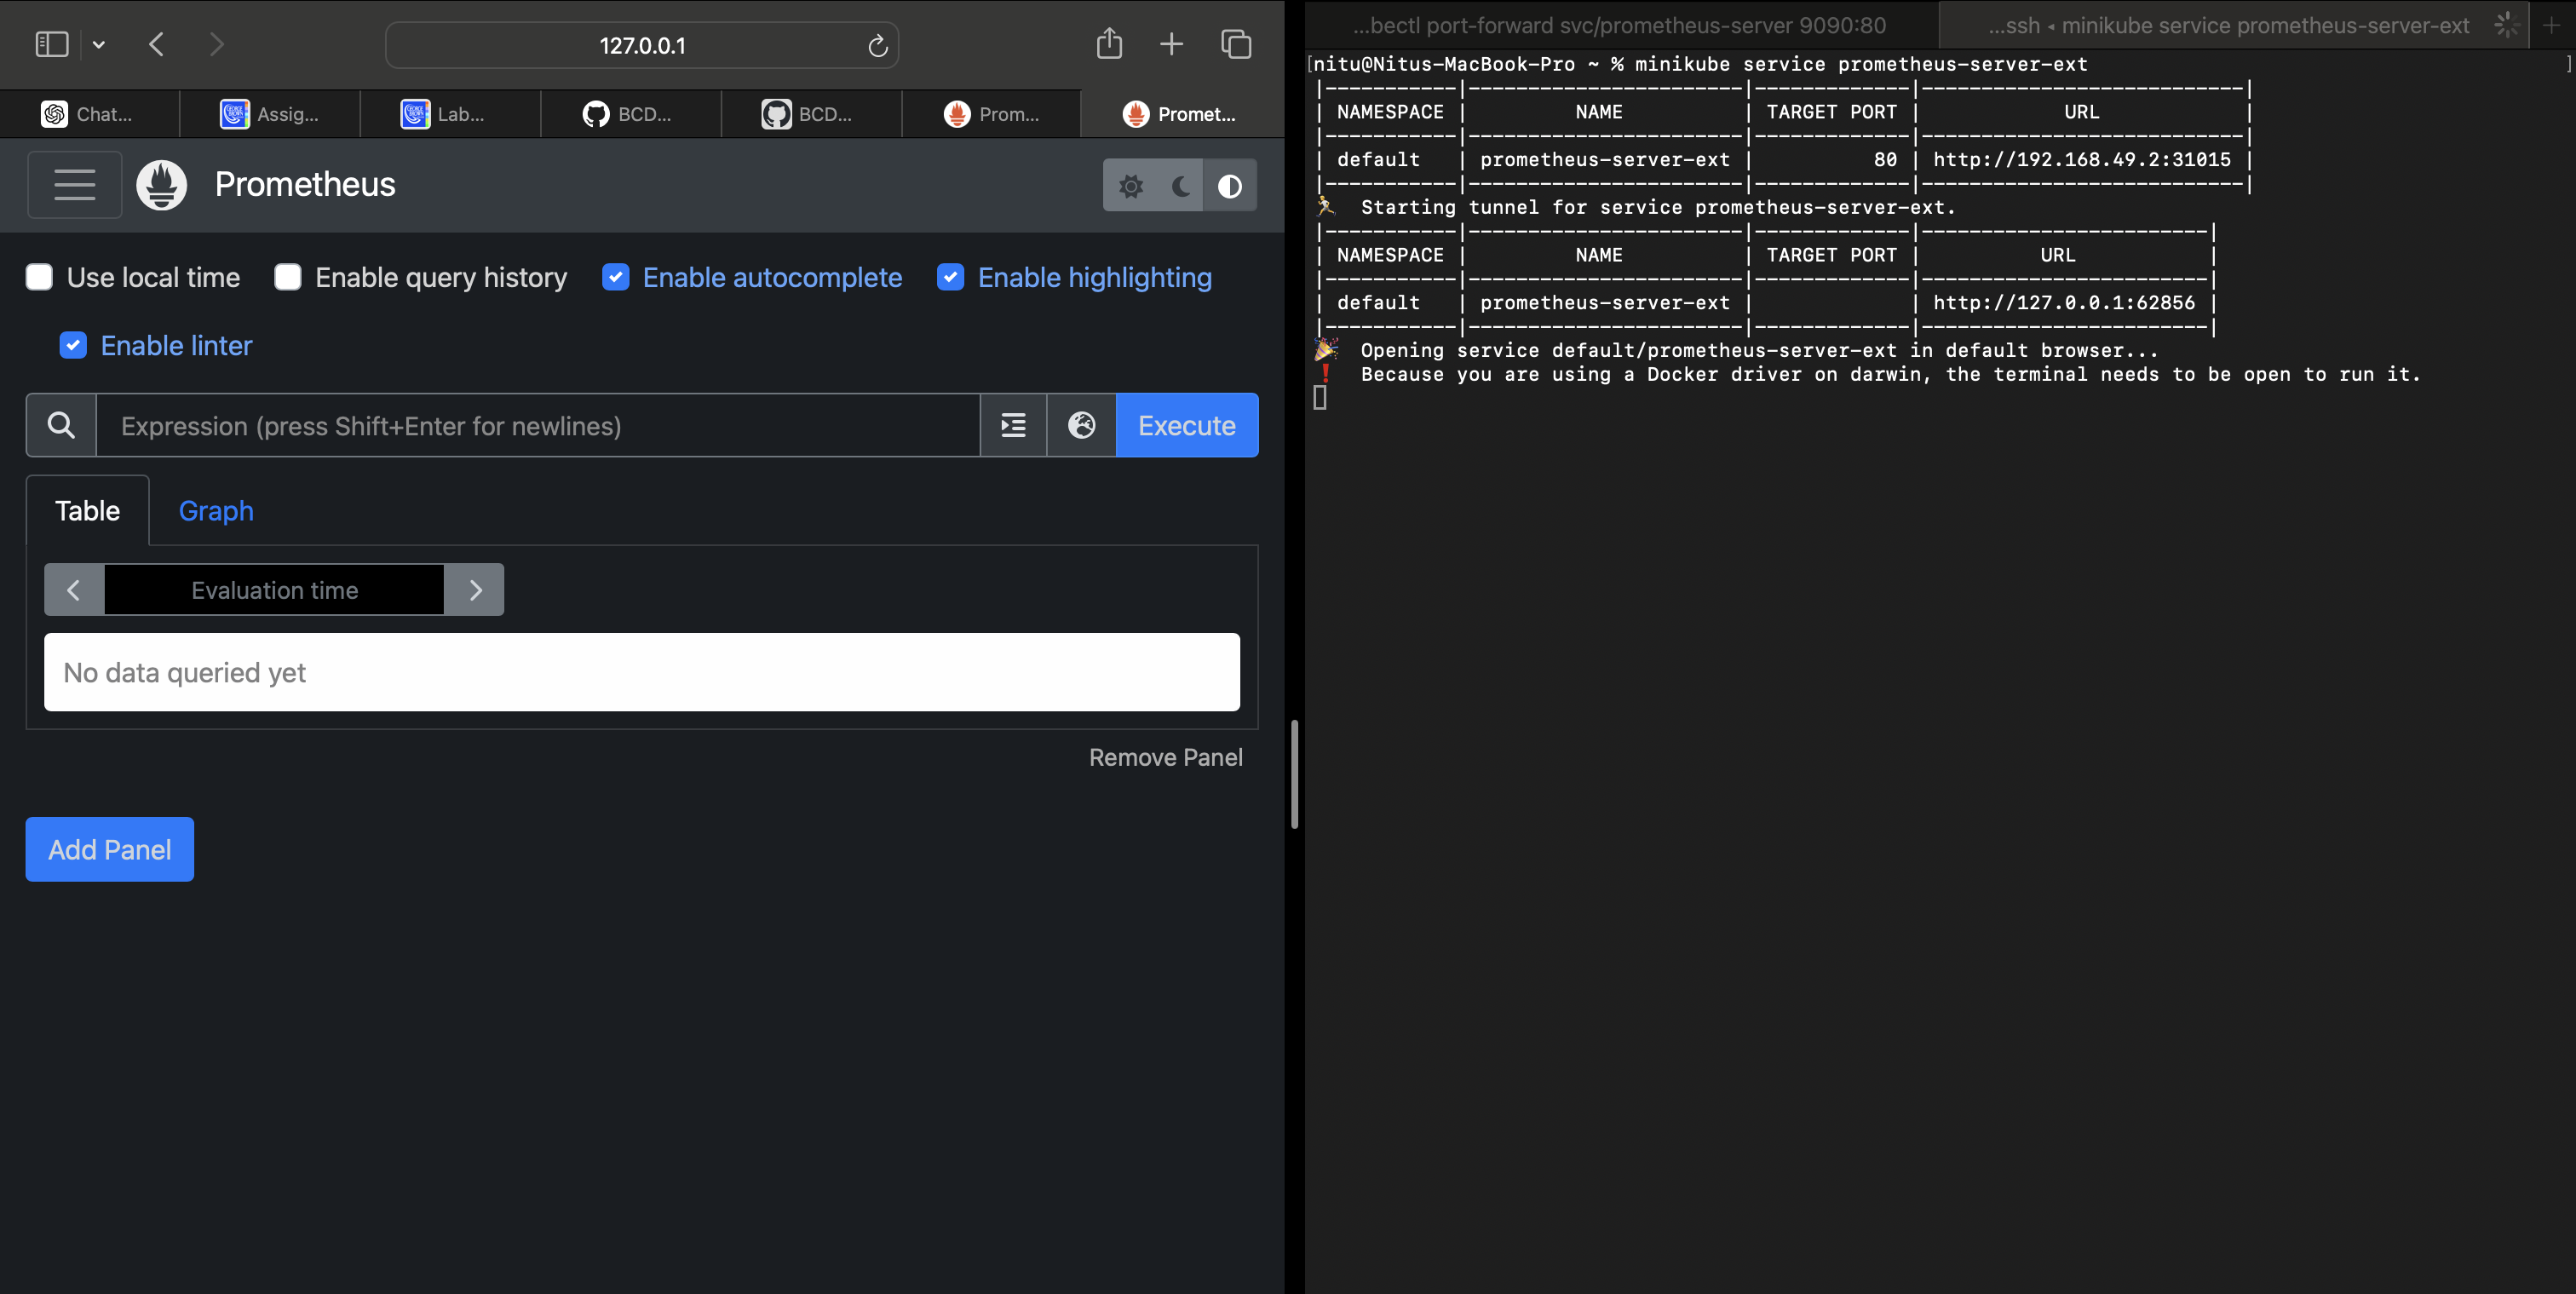 127.0.0.1
Chat...
Assig...
Lab...
BCD...
BCD...
Prom...
Promet...
Prometheus
Use local time
Enable query history
Enable autocomplete
Enable highlighting
Enable linter
Expression (press Shift+Enter for newlines)
Execute
Table
Graph
Evaluation time
No data queried yet
Remove Panel
Add Panel
...bectl port-forward svc/prometheus-server 9090:80
...ssh ◂ minikube service prometheus-server-ext
[nitu@Nitus-MacBook-Pro ~ % minikube service prometheus-server-ext ]
|-----------|-----------------------|-------------|---------------------------|
| NAMESPACE | NAME | TARGET PORT | URL |
|-----------|-----------------------|-------------|---------------------------|
| default | prometheus-server-ext | 80 | http://192.168.49.2:31015 |
|-----------|-----------------------|-------------|---------------------------|
🏃 Starting tunnel for service prometheus-server-ext.
|-----------|-----------------------|-------------|------------------------|
| NAMESPACE | NAME | TARGET PORT | URL |
|-----------|-----------------------|-------------|------------------------|
| default | prometheus-server-ext | | http://127.0.0.1:62856 |
|-----------|-----------------------|-------------|------------------------|
🎉 Opening service default/prometheus-server-ext in default browser...
❗ Because you are using a Docker driver on darwin, the terminal needs to be open to run it.